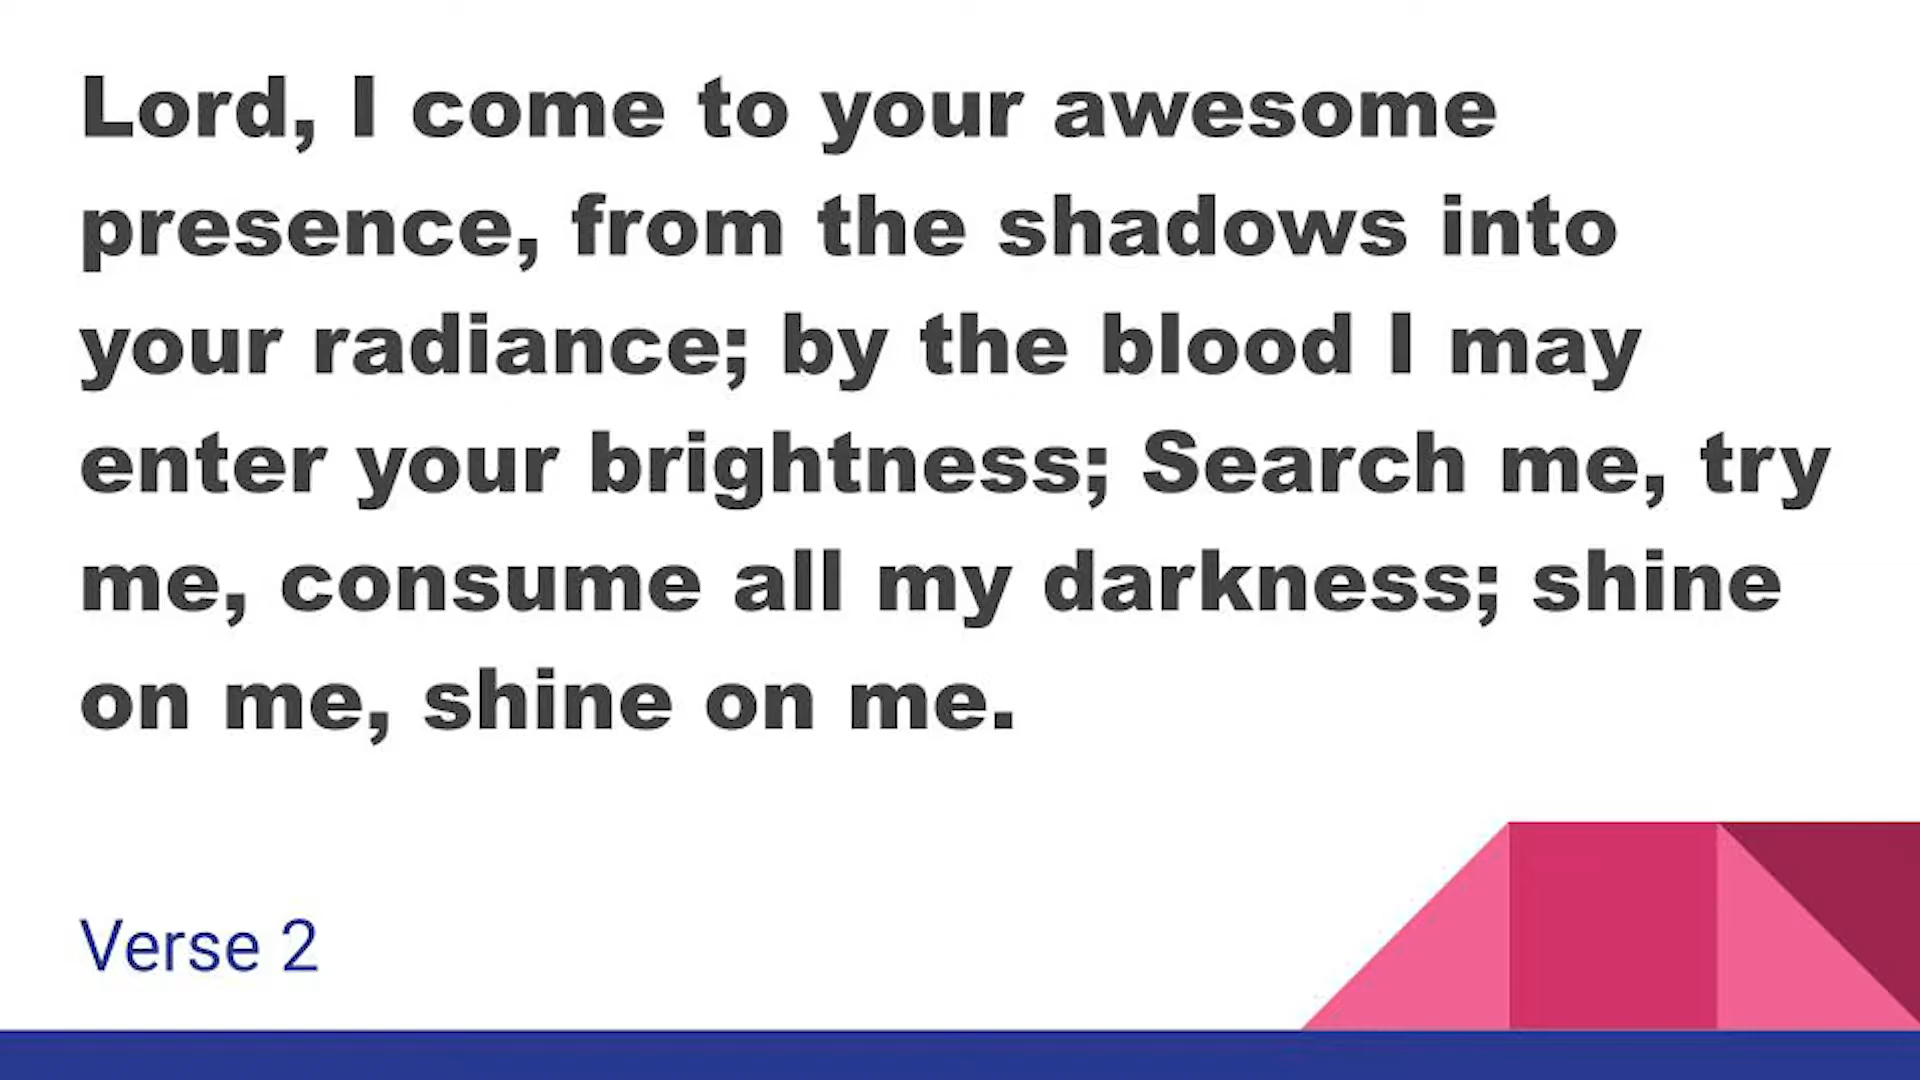 Lord, I come to your awesome
presence, from the shadows into
your radiance; by the blood I may
enter your brightness; Search me, try
me, consume all my darkness; shine
on me, shine on me.
Verse 2